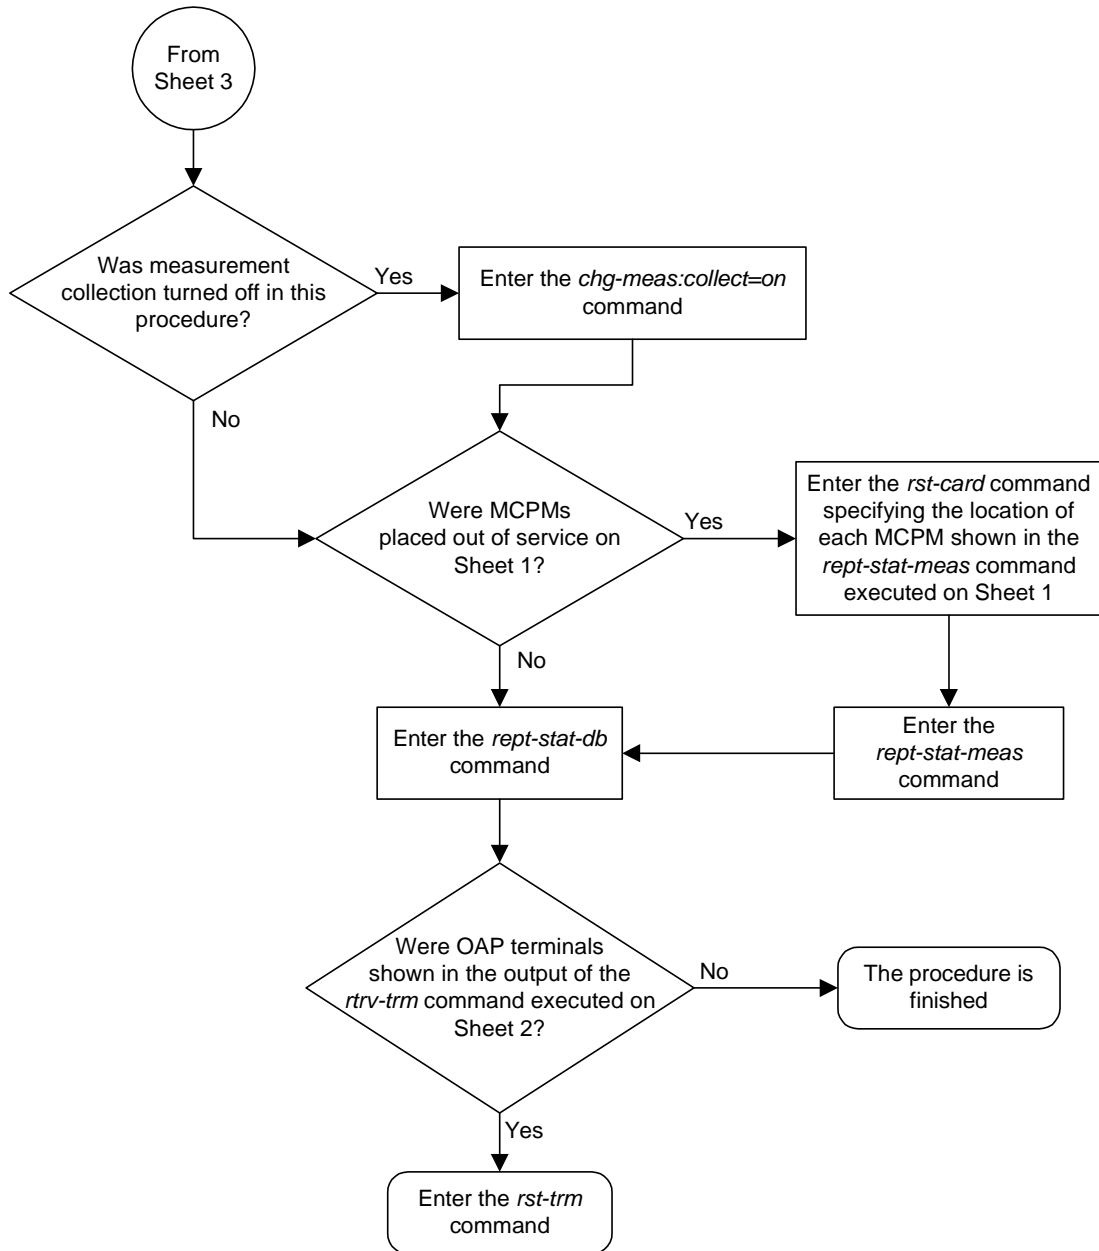 From
Sheet 3
Was measurement
collection turned off in this
procedure?
Yes
Enter the chg-meas:collect=on
command
No
Were MCPMs
placed out of service on
Sheet 1?
Yes
Enter the rst-card command
specifying the location of
each MCPM shown in the
rept-stat-meas command
executed on Sheet 1
No
Enter the rept-stat-db
command
Enter the
rept-stat-meas
command
Were OAP terminals
shown in the output of the
rtrv-trm command executed on
Sheet 2?
No
The procedure is
finished
Yes
Enter the rst-trm
command